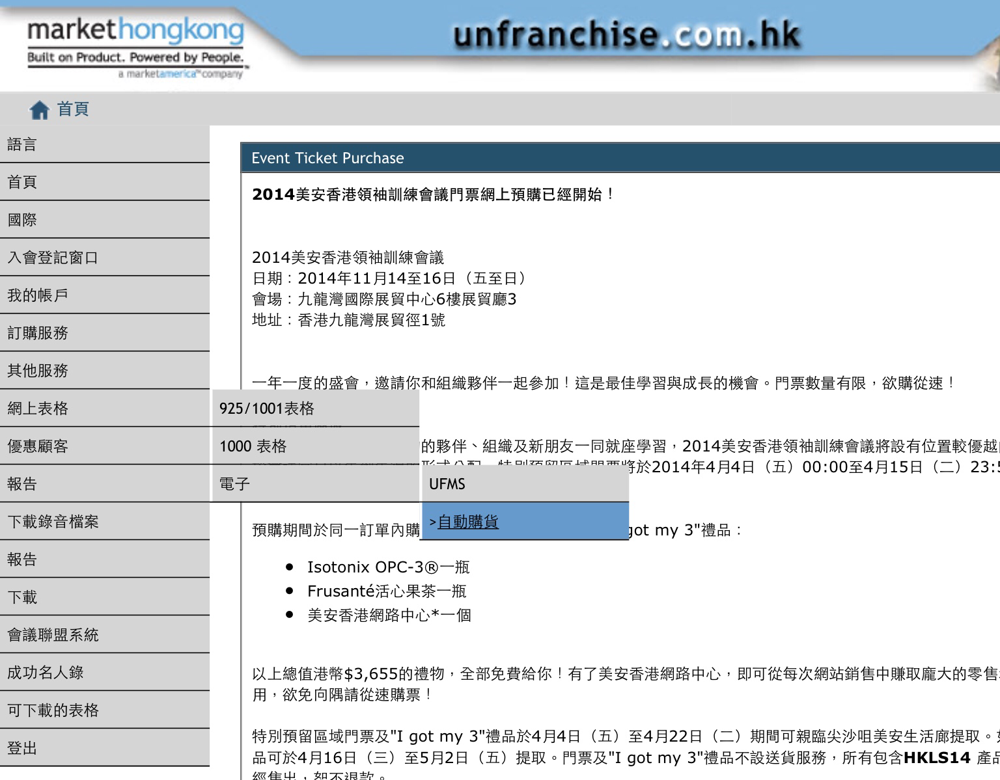 markethongkong
Built on Product. Powered by People.™
a marketamerica™ company
unfranchise.com.hk
首頁
語言
首頁
國際
入會登記窗口
我的帳戶
訂購服務
其他服務
網上表格
優惠顧客
報告
下載錄音檔案
報告
下載
會議聯盟系統
成功名人錄
可下載的表格
登出
925/1001表格
1000 表格
電子
UFMS
>自動購貨
Event Ticket Purchase
2014美安香港領袖訓練會議門票網上預購已經開始！
2014美安香港領袖訓練會議
日期：2014年11月14至16日（五至日）
會場：九龍灣國際展貿中心6樓展貿廳3
地址：香港九龍灣展貿徑1號
一年一度的盛會，邀請你和組織夥伴一起參加！這是最佳學習與成長的機會。門票數量有限，欲購從速！
的夥伴、組織及新朋友一同就座學習，2014美安香港領袖訓練會議將設有位置較優越
於2014年4月4日（五）00:00至4月15日（二）23:5
預購期間於同一訂單內購 got my 3"禮品：
● Isotonix OPC-3®一瓶
● Frusanté活心果茶一瓶
● 美安香港網路中心*一個
以上總值港幣$3,655的禮物，全部免費給你！有了美安香港網路中心，即可從每次網站銷售中賺取龐大的零售
用，欲免向隅請從速購票！
特別預留區域門票及"I got my 3"禮品於4月4日（五）至4月22日（二）期間可親臨尖沙咀美安生活廊提取。
品可於4月16日（三）至5月2日（五）提取。門票及"I got my 3"禮品不設送貨服務，所有包含HKLS14 產品
經售出，恕不退款。